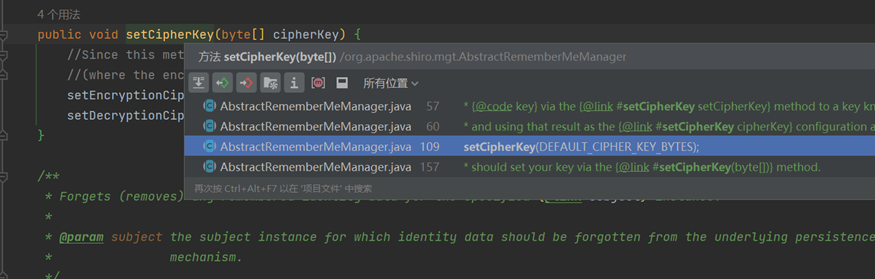 4 个用法
public void setCipherKey(byte[] cipherKey) {
//Since this met
方法 setCipherKey(byte[]) /org.apache.shiro.mgt.AbstractRememberMeManager
//(where the enc
所有位置
setEncryptionCip
AbstractRememberMeManager.java 57 * {@code key} via the {@link #setCipherKey setCipherKey} method to a key kn
setDecryptionCip
AbstractRememberMeManager.java 60 * and using that result as the {@link #setCipherKey cipherKey} configuration a
}
AbstractRememberMeManager.java 109 setCipherKey(DEFAULT_CIPHER_KEY_BYTES);
AbstractRememberMeManager.java 157 * should set your key via the {@link #setCipherKey(byte[])} method.
/**
再次按 Ctrl+Alt+F7 以在 '项目文件' 中搜索
* Forgets (removes)
*
* @param subject the subject instance for which identity data should be forgotten from the underlying persistence
* mechanism.
*/